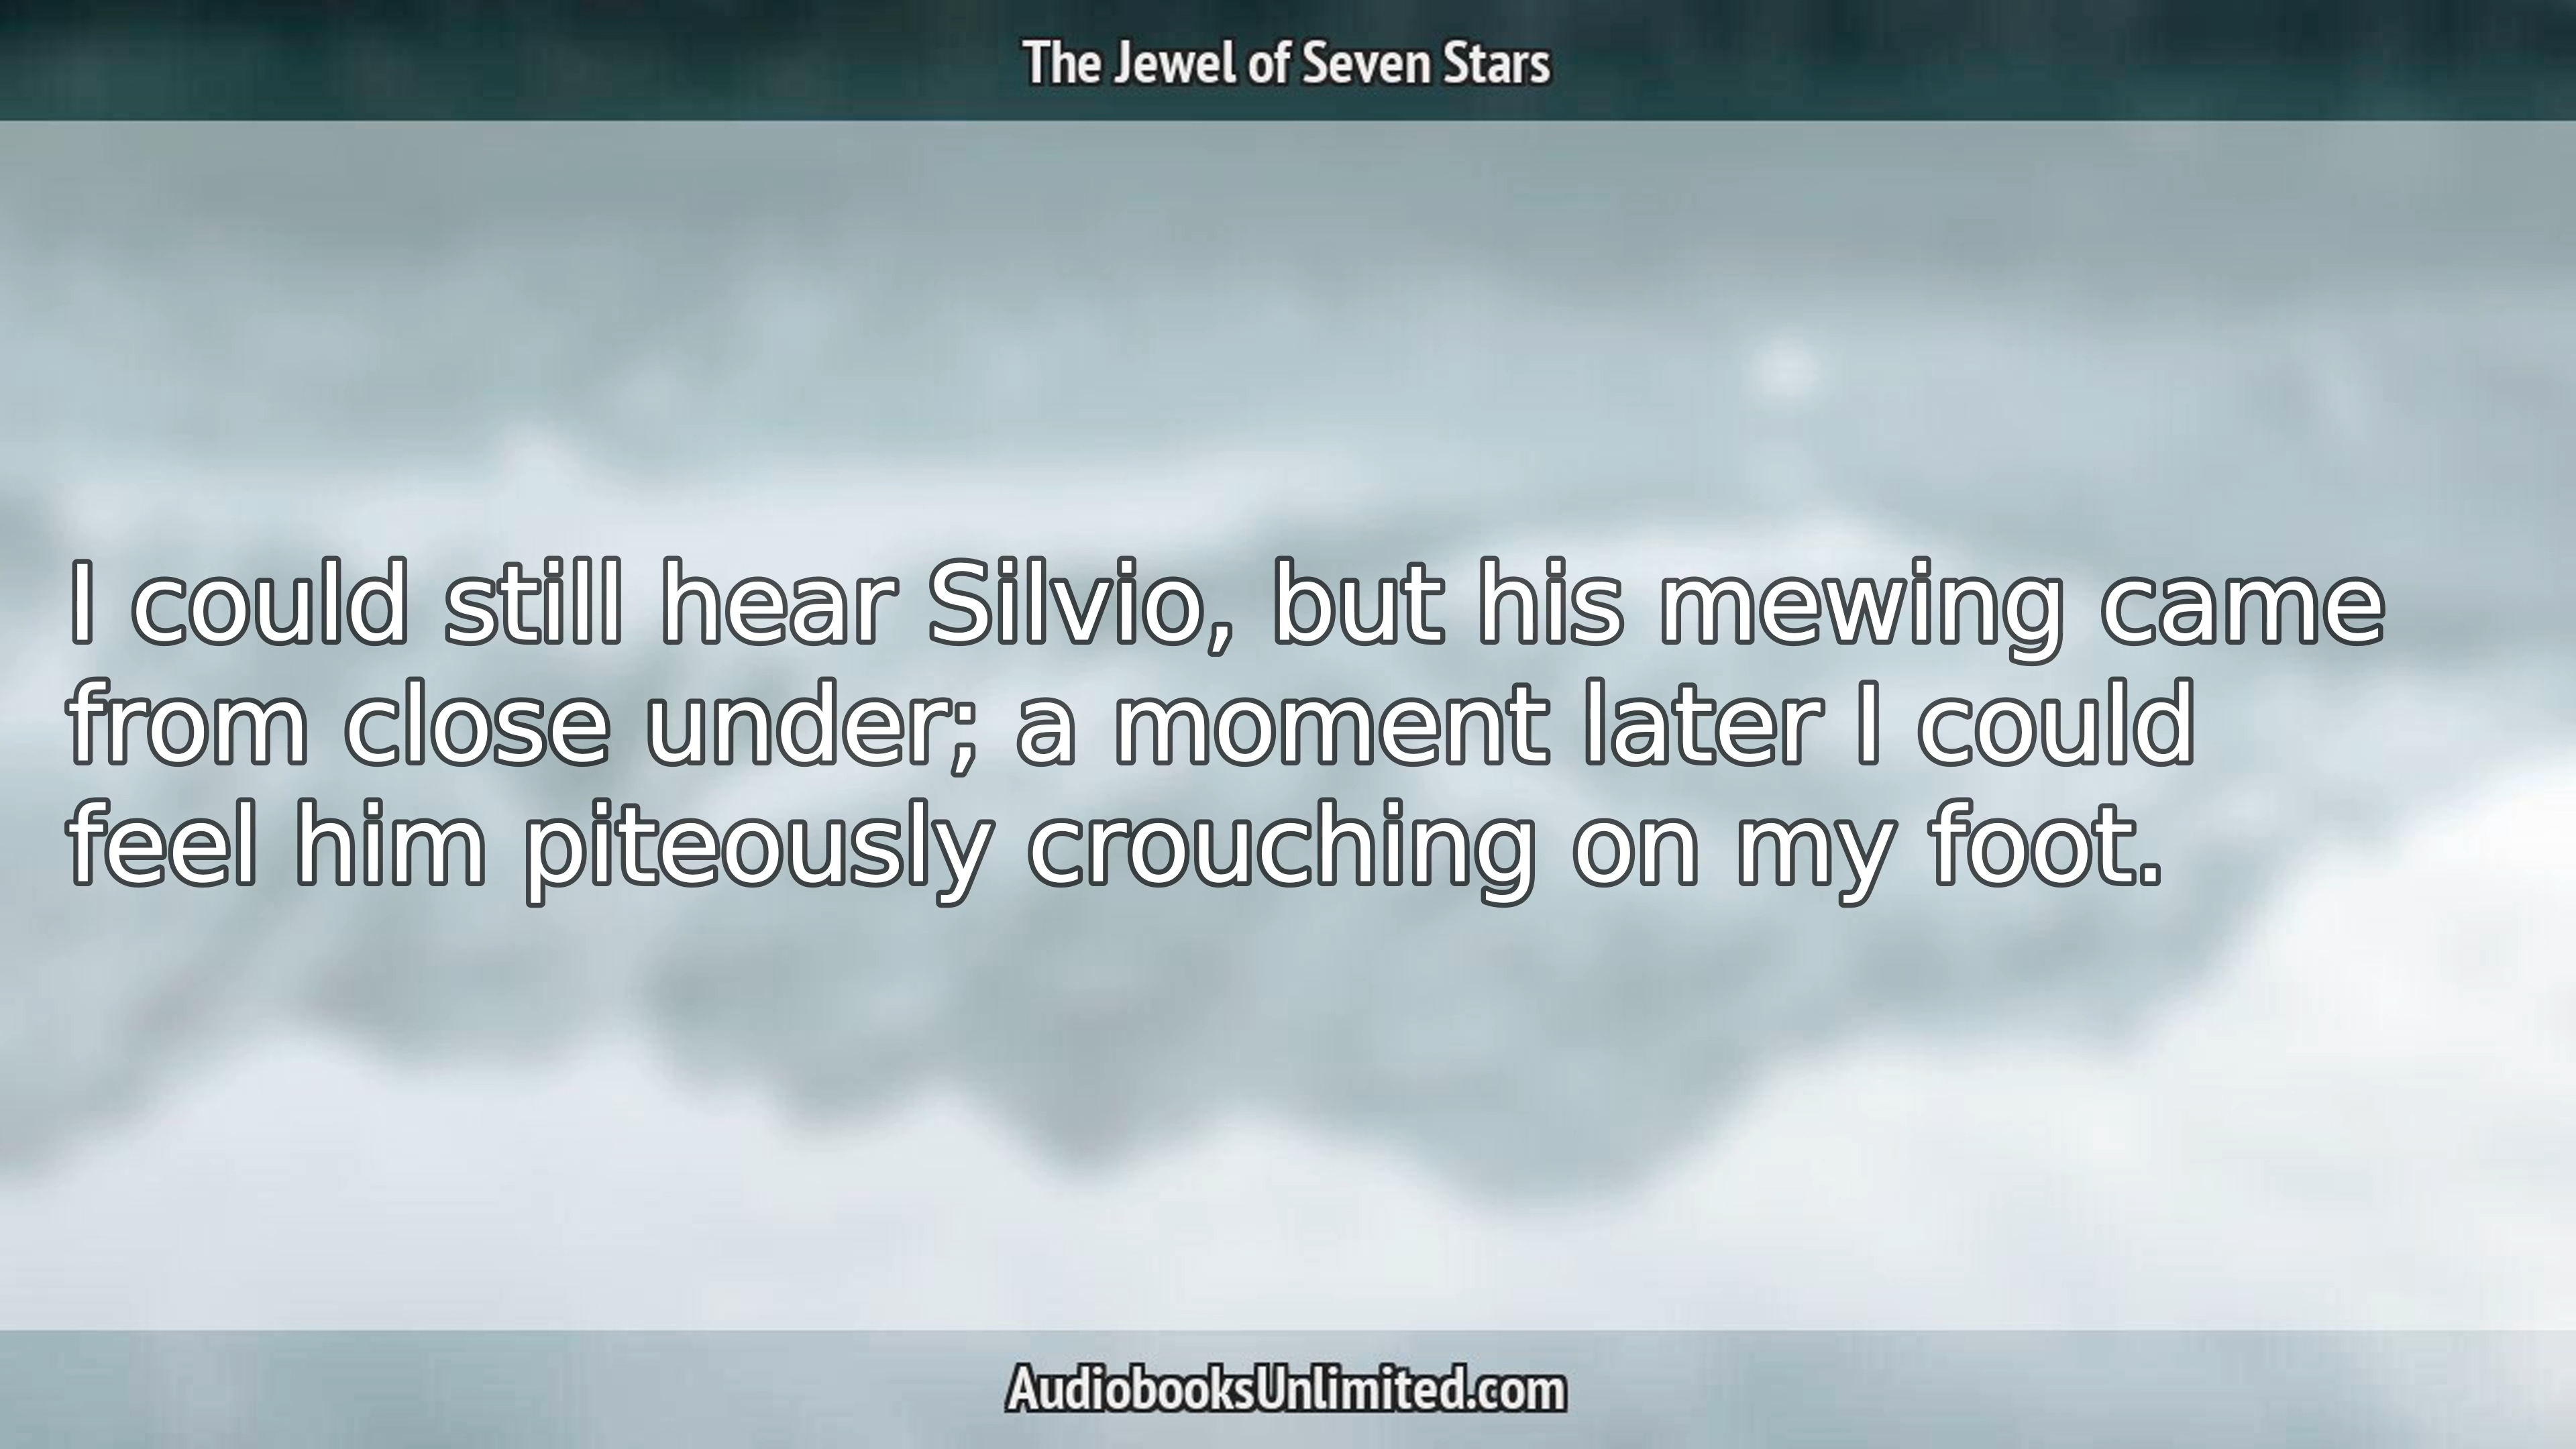 The Jewel of Seven Stars
I could still hear Silvio, but his mewing came
from close under; a moment later I could
feel him piteously crouching on my foot.
AudiobooksUnlimited.com